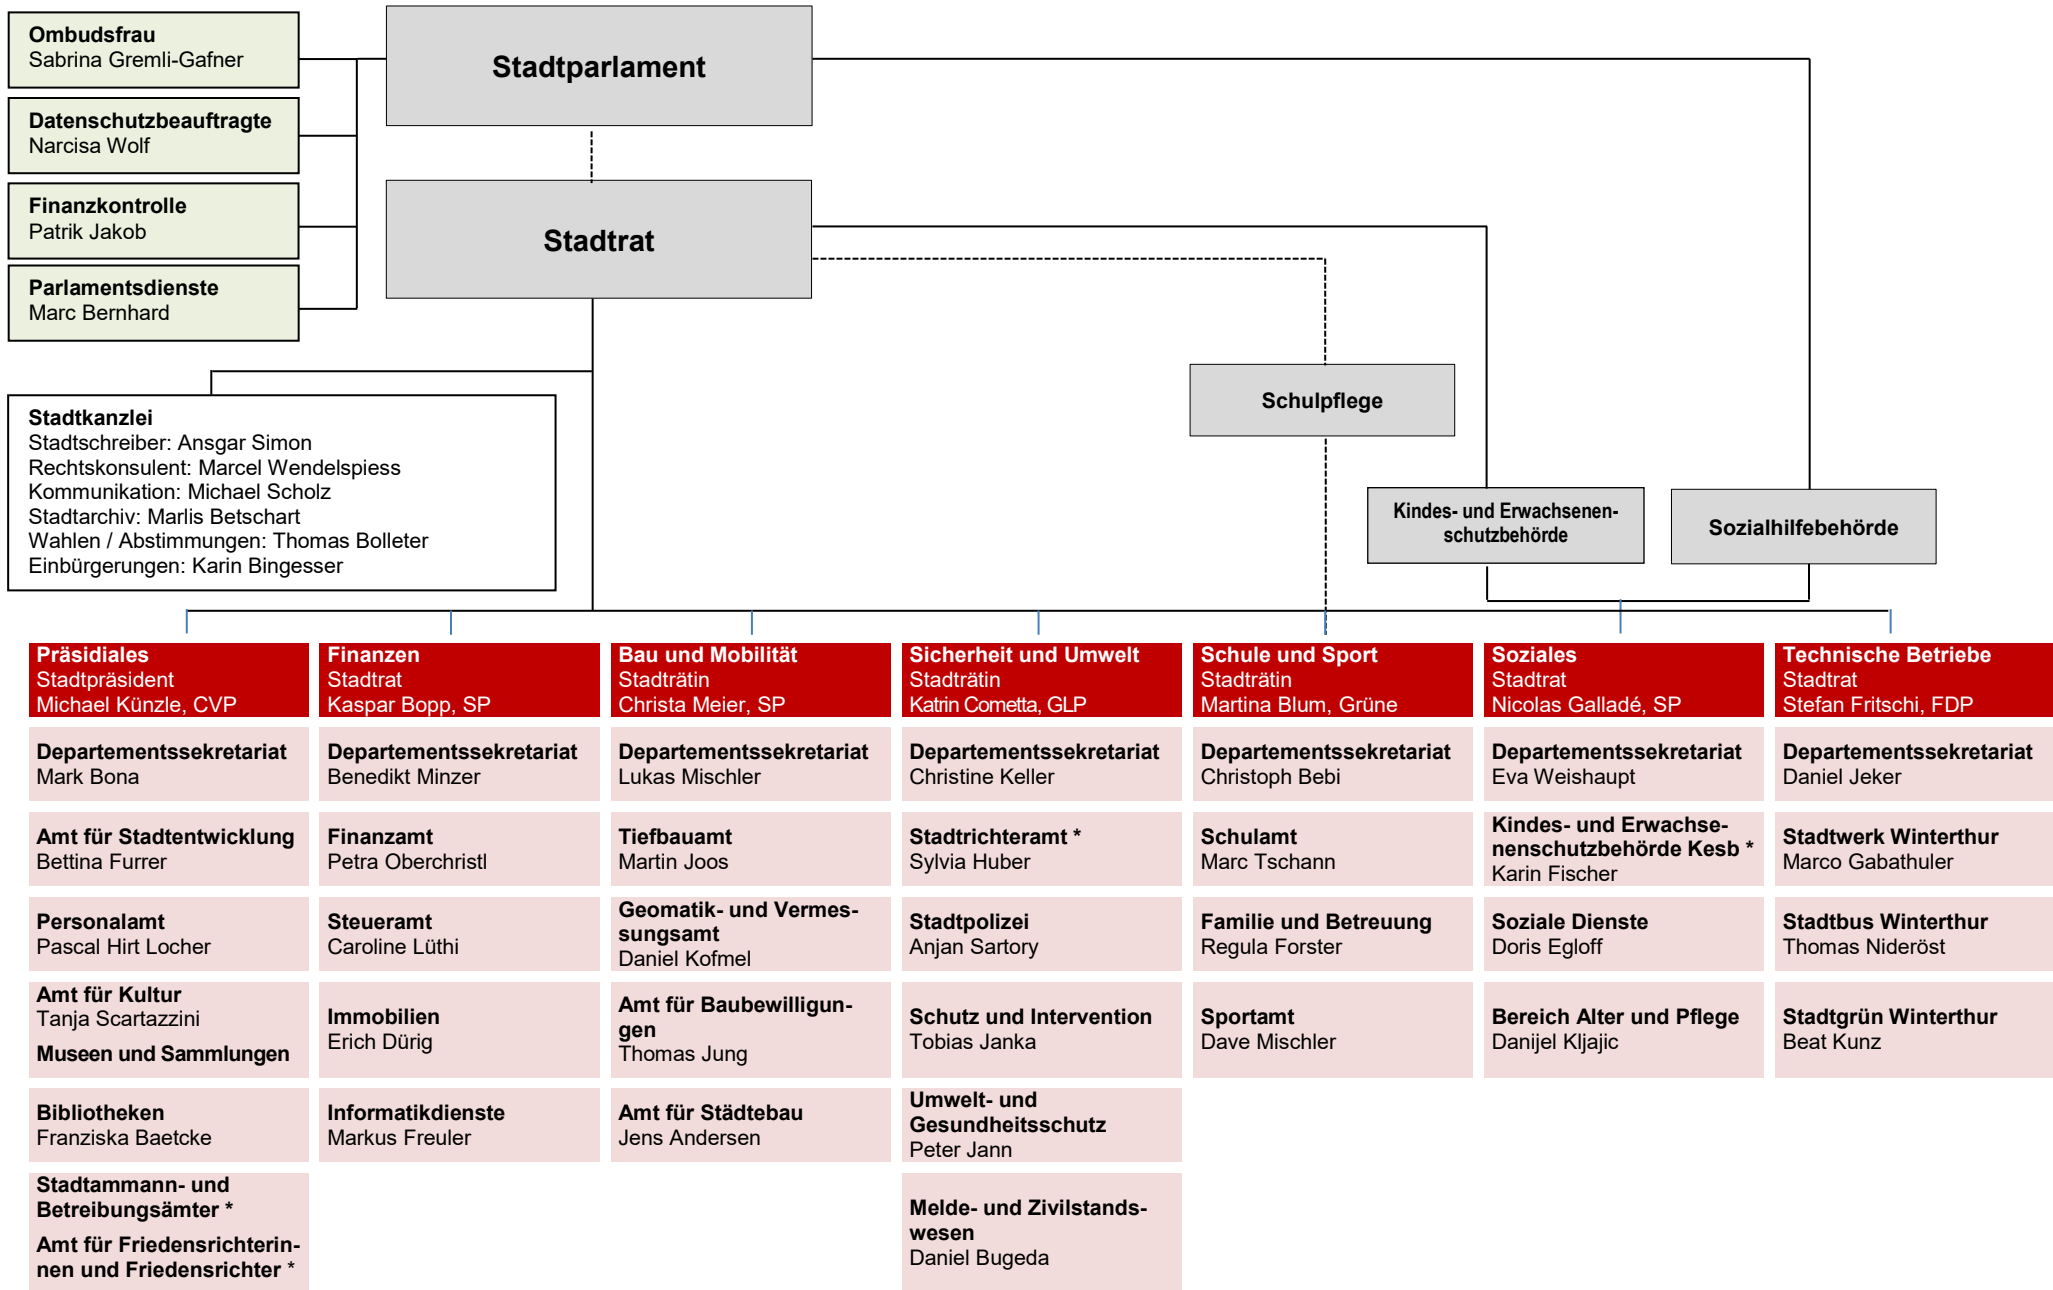 Ombudsfrau
Sabrina Gremli-Gafner
Datenschutzbeauftragte
Narcisa Wolf
Finanzkontrolle
Patrik Jakob
Parlamentsdienste
Marc Bernhard
Stadtparlament
Stadtrat
Schulpflege
Kindes- und Erwachsenen-
schutzbehörde
Sozialhilfebehörde
Stadtkanzlei
Stadtschreiber: Ansgar Simon
Rechtskonsulent: Marcel Wendelspiess
Kommunikation: Michael Scholz
Stadtarchiv: Marlis Betschart
Wahlen / Abstimmungen: Thomas Bolleter
Einbürgerungen: Karin Bingesser
Präsidiales
Stadtpräsident
Michael Künzle, CVP
Departementssekretariat
Mark Bona
Amt für Stadtentwicklung
Bettina Furrer
Personalamt
Pascal Hirt Locher
Amt für Kultur
Tanja Scartazzini
Museen und Sammlungen
Bibliotheken
Franziska Baetcke
Stadtammann- und
Betreibungsämter *
Amt für Friedensrichterin-
nen und Friedensrichter *
Finanzen
Stadtrat
Kaspar Bopp, SP
Departementssekretariat
Benedikt Minzer
Finanzamt
Petra Oberchristl
Steueramt
Caroline Lüthi
Immobilien
Erich Dürig
Informatikdienste
Markus Freuler
Bau und Mobilität
Stadträtin
Christa Meier, SP
Departementssekretariat
Lukas Mischler
Tiefbauamt
Martin Joos
Geomatik- und Vermes-
sungsamt
Daniel Kofmel
Amt für Baubewilligun-
gen
Thomas Jung
Amt für Städtebau
Jens Andersen
Sicherheit und Umwelt
Stadträtin
Katrin Cometta, GLP
Departementssekretariat
Christine Keller
Stadtrichteramt *
Sylvia Huber
Stadtpolizei
Anjan Sartory
Schutz und Intervention
Tobias Janka
Umwelt- und
Gesundheitsschutz
Peter Jann
Melde- und Zivilstands-
wesen
Daniel Bugeda
Schule und Sport
Stadträtin
Martina Blum, Grüne
Departementssekretariat
Christoph Bebi
Schulamt
Marc Tschann
Familie und Betreuung
Regula Forster
Sportamt
Dave Mischler
Soziales
Stadtrat
Nicolas Galladé, SP
Departementssekretariat
Eva Weishaupt
Kindes- und Erwachse-
nenschutzbehörde Kesb *
Karin Fischer
Soziale Dienste
Doris Egloff
Bereich Alter und Pflege
Danijel Kljajic
Technische Betriebe
Stadtrat
Stefan Fritschi, FDP
Departementssekretariat
Daniel Jeker
Stadtwerk Winterthur
Marco Gabathuler
Stadtbus Winterthur
Thomas Nideröst
Stadtgrün Winterthur
Beat Kunz